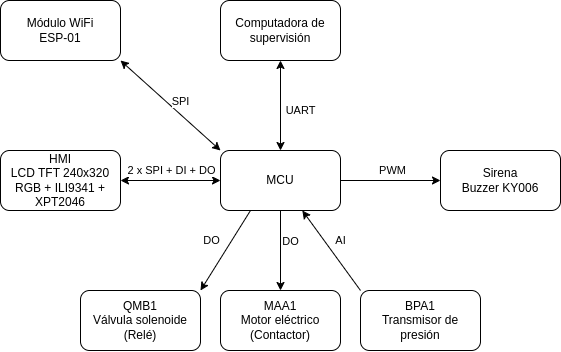 Módulo WiFi
ESP-01
Computadora de
supervisión
SPI
UART
HMI
LCD TFT 240x320
RGB + ILI9341 +
XPT2046
2 x SPI + DI + DO
MCU
PWM
Sirena
Buzzer KY006
DO
DO
AI
QMB1
Válvula solenoide
(Relé)
MAA1
Motor eléctrico
(Contactor)
BPA1
Transmisor de
presión